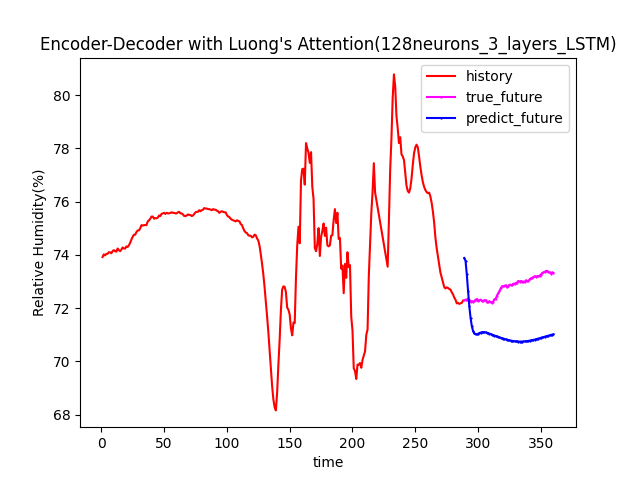 Encoder-Decoder with Luong's Attention(128neurons_3_layers_LSTM)
history
true_future
predict_future
Relative Humidity(%)
80
78
76
74
72
70
68
0 50 100 150 200 250 300 350
time